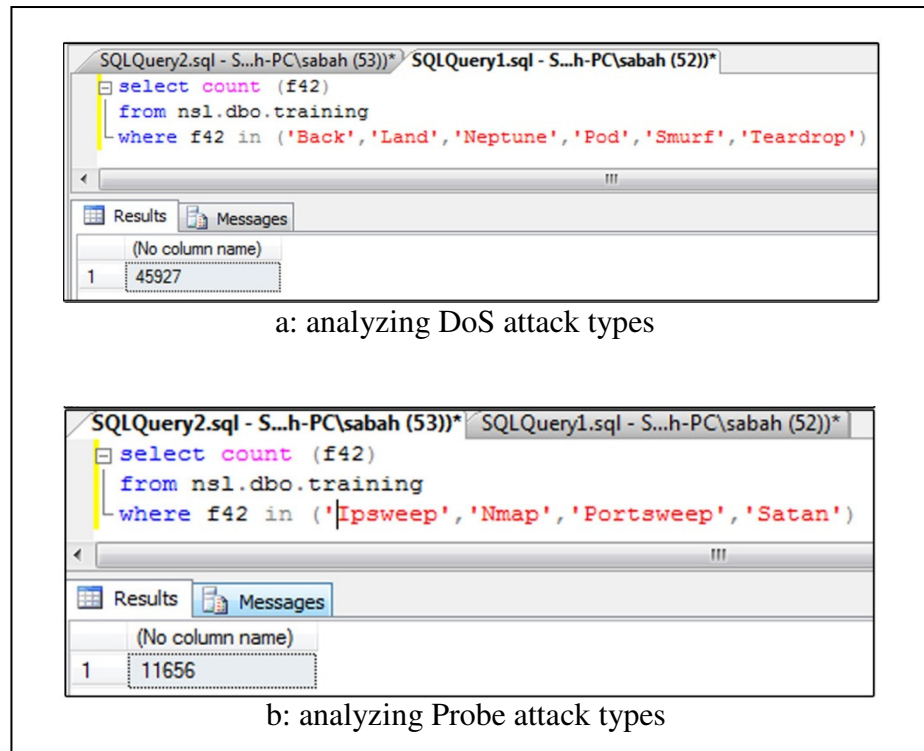 SQLQuery2.sql - S...h-PC\sabah (53))* SQLQuery1.sql - S...h-PC\sabah (52))*
select count (f42)
from nsl.dbo.training
where f42 in ('Back','Land','Neptune','Pod','Smurf','Teardrop')
Results Messages
(No column name)
1 45927
a: analyzing DoS attack types
SQLQuery2.sql - S...h-PC\sabah (53))* SQLQuery1.sql - S...h-PC\sabah (52))*
select count (f42)
from nsl.dbo.training
where f42 in ('Ipsweep','Nmap','Portsweep','Satan')
Results Messages
(No column name)
1 11656
b: analyzing Probe attack types